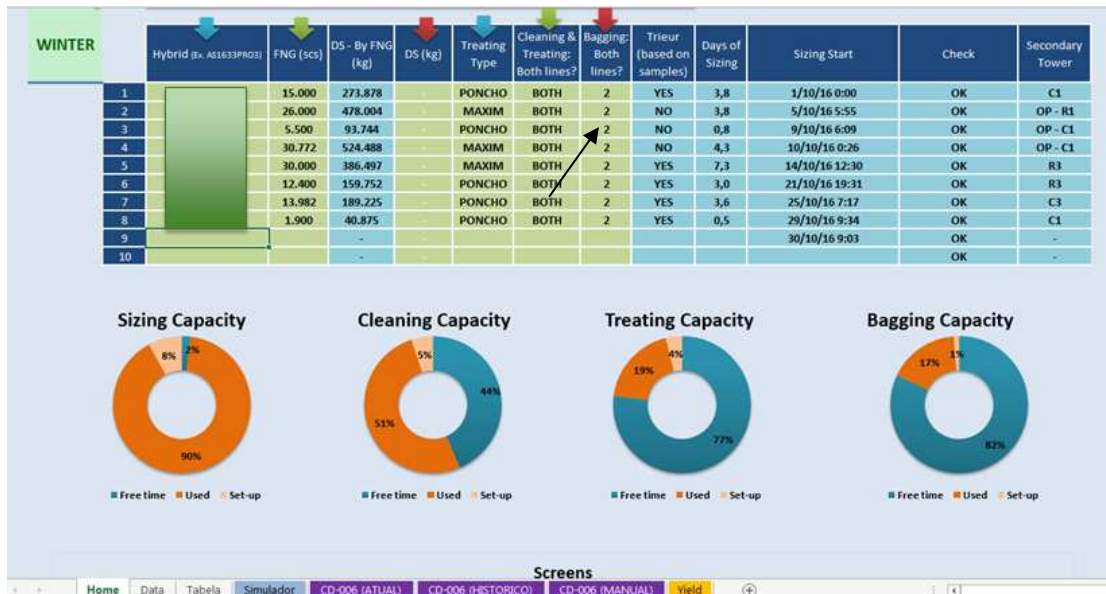 WINTER
Hybrid (Ex. AS1633PRO3) FNG (scs) DS - By FNG (kg) DS (kg) Treating Type Cleaning & Treating: Both lines? Bagging: Both lines? Trieur (based on samples) Days of Sizing Sizing Start Check Secondary Tower
1 15.000 273.878 - PONCHO BOTH 2 YES 3,8 1/10/16 0:00 OK C1
2 26.000 478.004 - MAXIM BOTH 2 NO 3,8 5/10/16 5:55 OK OP - R1
3 5.500 93.744 - PONCHO BOTH 2 NO 0,8 9/10/16 6:09 OK OP - C1
4 30.772 524.488 - MAXIM BOTH 2 NO 4,3 10/10/16 0:26 OK OP - C1
5 30.000 386.497 - MAXIM BOTH 2 YES 7,3 14/10/16 12:30 OK R3
6 12.400 159.752 - PONCHO BOTH 2 YES 3,0 21/10/16 19:31 OK R3
7 13.982 189.225 - PONCHO BOTH 2 YES 3,6 25/10/16 7:17 OK C3
8 1.900 40.875 - PONCHO BOTH 2 YES 0,5 29/10/16 9:34 OK C1
9 - - 30/10/16 9:03 OK -
10 - - OK -
Sizing Capacity Cleaning Capacity Treating Capacity Bagging Capacity
8% 2% 90%
5% 44% 51%
4% 19% 77%
17% 1% 82%
Free time Used Set-up Free time Used Set-up Free time Used Set-up Free time Used Set-up
Screens
Home Data Tabela Simulador CD-006 (ATUAL) CD-006 (HISTORICO) CD-006 (MANUAL) Yield